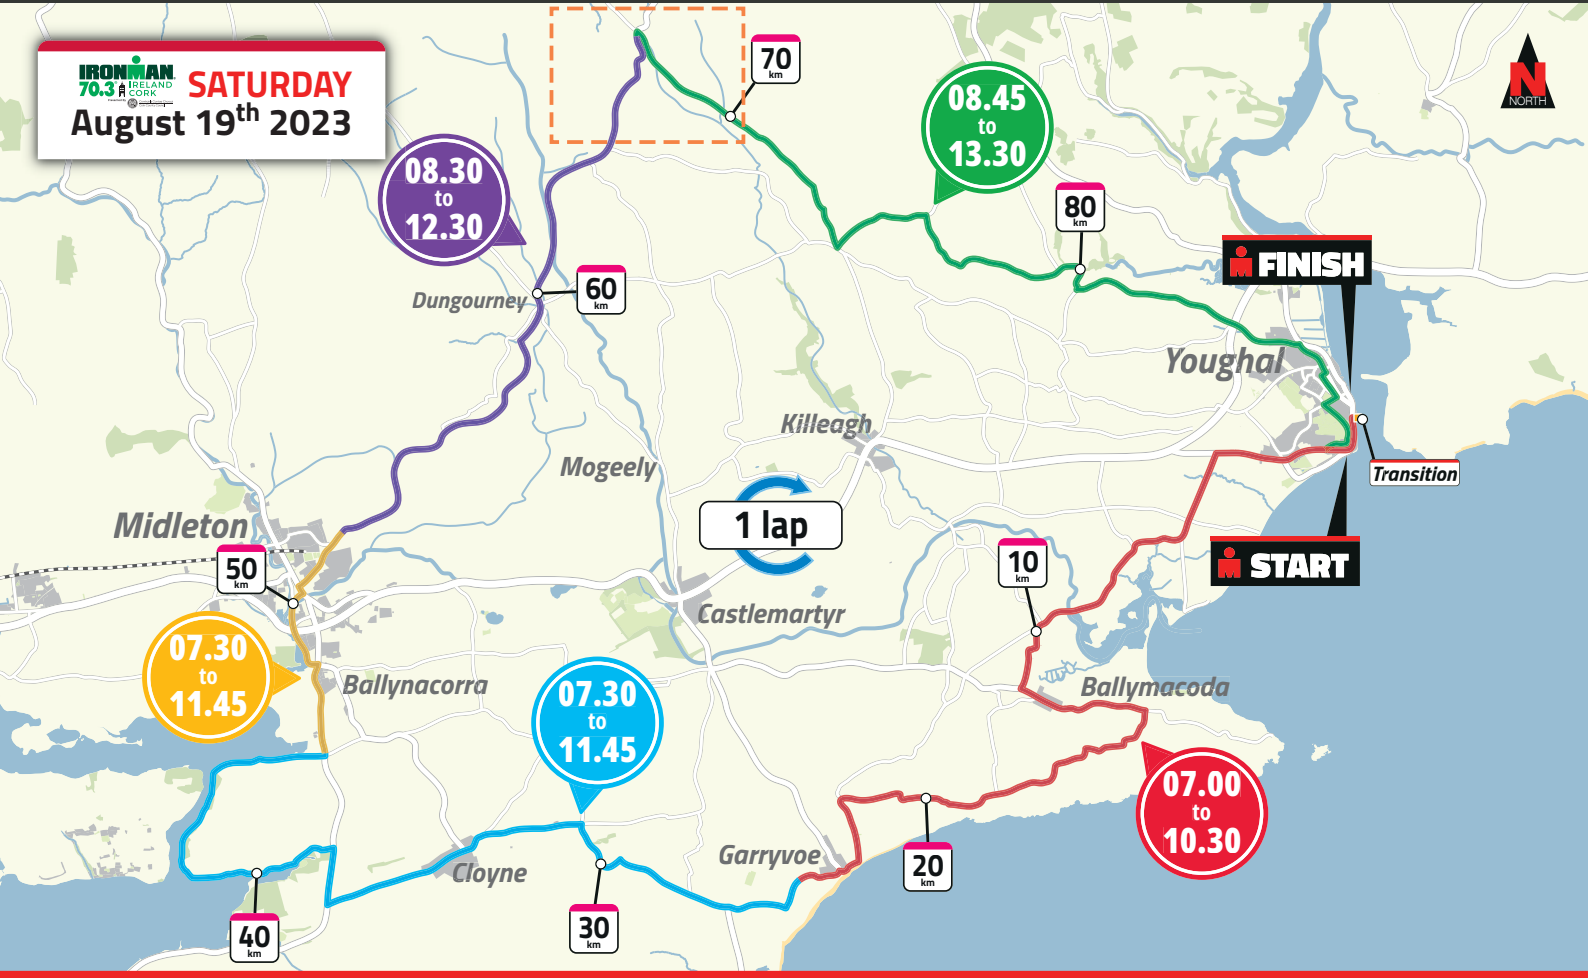 IRONMAN
70.3 IRELAND
CORK
SATURDAY
August 19th 2023
70
km
08.45
to
13.30
NORTH
08.30
to
12.30
80
km
FINISH
Dungourney
60
km
Youghal
Killeagh
Mogeely
Transition
Midleton
1 lap
50
km
10
km
START
Castlemartyr
07.30
to
11.45
Ballynacorra
07.30
to
11.45
Ballymacoda
07.00
to
10.30
Garryvoe
Cloyne
20
km
30
km
40
km